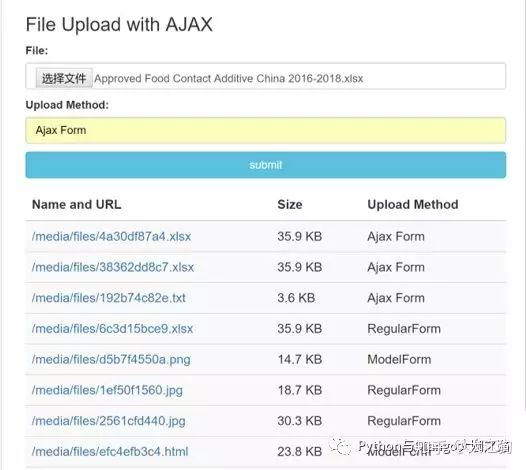 File Upload with AJAX
File:
选择文件 Approved Food Contact Additive China 2016-2018.xlsx
Upload Method:
Ajax Form
submit
Name and URL Size Upload Method
/media/files/4a30df87a4.xlsx 35.9 KB Ajax Form
/media/files/38362dd8c7.xlsx 35.9 KB Ajax Form
/media/files/192b74c82e.txt 3.6 KB Ajax Form
/media/files/6c3d15bce9.xlsx 35.9 KB RegularForm
/media/files/d5b7f4550a.png 14.7 KB ModelForm
/media/files/1ef50f1560.jpg 18.7 KB RegularForm
/media/files/2561cfd440.jpg 30.3 KB RegularForm
/media/files/efc4efb3c4.html 23.8 KB ModelForm
Python